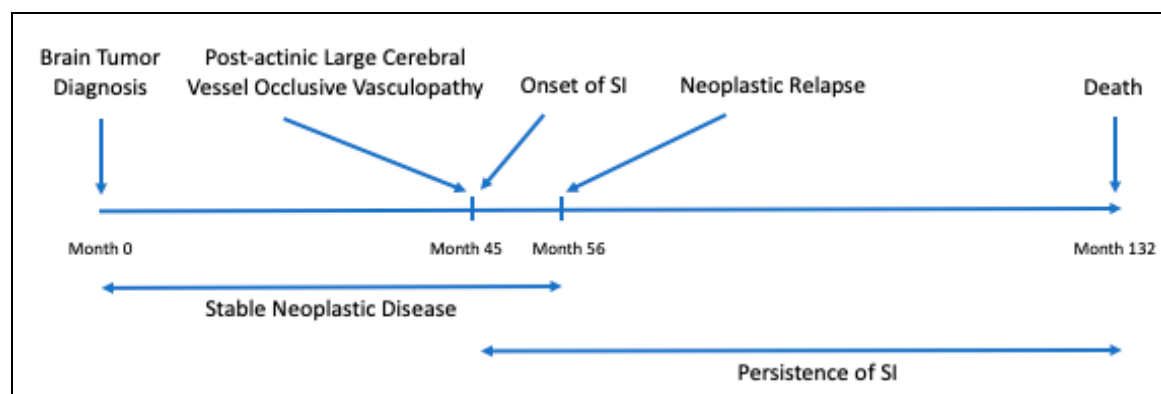 Brain Tumor
Diagnosis
Post-actinic Large Cerebral
Vessel Occlusive Vasculopathy
Onset of SI
Neoplastic Relapse
Death
Month 0
Month 45
Month 56
Month 132
Stable Neoplastic Disease
Persistence of SI